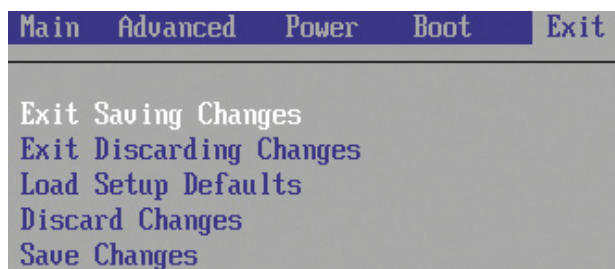 Main Advanced Power Boot Exit
Exit Saving Changes
Exit Discarding Changes
Load Setup Defaults
Discard Changes
Save Changes